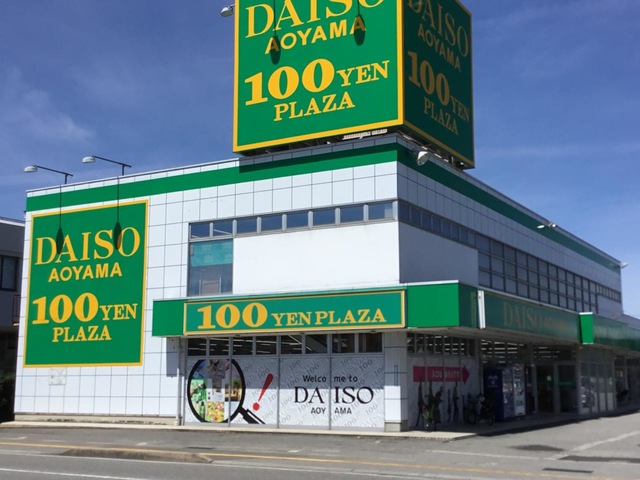 DAISO
AOYAMA
100 YEN
PLAZA
DAISO
AOYAMA
100 YEN
PLAZA
DAISO
AOYAMA
100 YEN
PLAZA
100 YEN PLAZA
DAISO
Welcome to
DAISO
AOYAMA